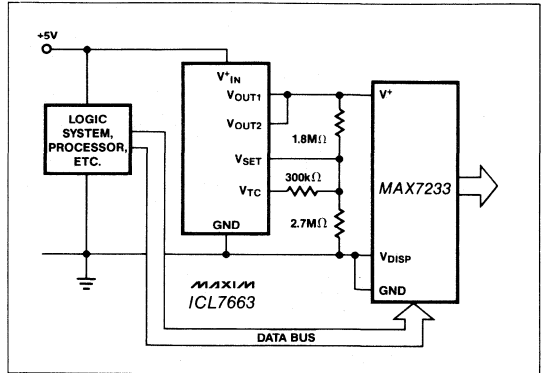 +5V
LOGIC
SYSTEM,
PROCESSOR,
ETC.
V+IN
VOUT1
VOUT2
VSET
VTC
GND
1.8MΩ
300kΩ
2.7MΩ
V+
MAX7233
VDISP
GND
MAXIM
ICL7663
DATA BUS